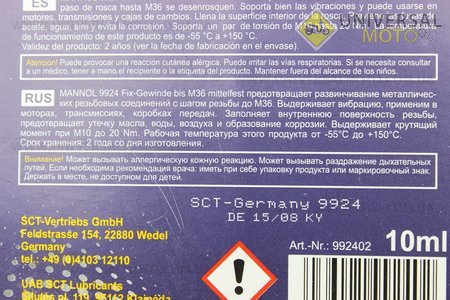 ES
paso de rosca hasta M36 se desenrosquen. Soporta bien las vibraciones y puede
Llena la superficie interior de la rosca
aceite, agua, aire y evita la corrosión. Soporta un par de torsión de M10 hasta 20 Nm.
de funcionamiento de este producto es de -55 °C a +150 °C.
Validez del producto: 2 años (ver la fecha de fabricación en el envase).
UNIVERSAL
MOTORS
Atención! Puede provocar una reacción cutánea alérgica. Puede irritar las vías respiratorias. Si se necesita consultar
a un médico, tener a mano el recipiente o la etiqueta del producto. Mantener fuera del alcance de los niños.
RUS
MANNOL 9924 Fix-Gewinde bis M36 mittelfest предотвращает развинчивание металличес-
ких резьбовых соединений с шагом резьбы до M36. Выдерживает вибрацию, применим в
моторах, трансмиссиях, коробках передач. Заполняет внутреннюю поверхность резьбы,
предотвращает утечку масла, воды, воздуха и образование коррозии. Выдерживает крутящий
момент при M10 до 20 Nm. Рабочая температура этого продукта от -55°C до +150°C.
Срок хранения: 2 года со дня изготовления.
Внимание! Может вызывать аллергическую кожную реакцию. Может вызывать раздражение дыхательных
путей. Если необходима рекомендация врача: иметь при себе упаковку продукта или маркировочный знак.
Держать в месте, не доступном для детей.
SCT-Germany 9924
DE 15/08 KY
SCT-Vertriebs GmbH
Feldstrasse 154, 22880 Wedel
Germany
+49 (0)4103 12110
UAB SCT Lubricants
Art.-Nr.: 992402
10ml